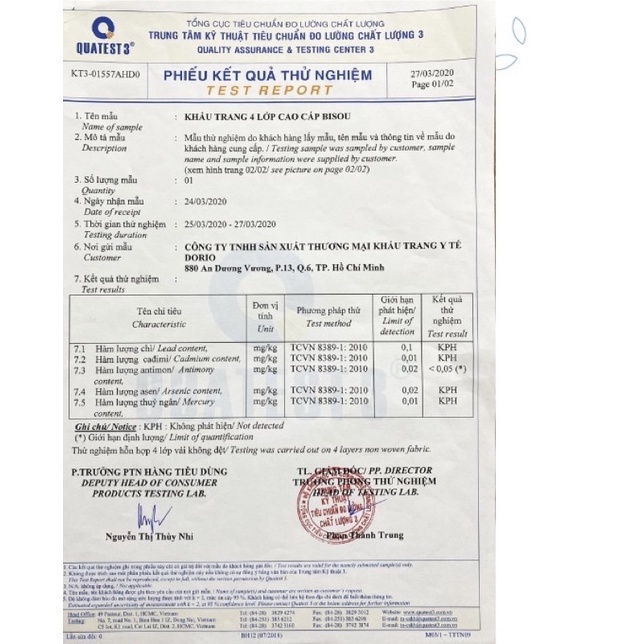 QUATEST3®
TỔNG CỤC TIÊU CHUẨN ĐO LƯỜNG CHẤT LƯỢNG
TRUNG TÂM KỸ THUẬT TIÊU CHUẨN ĐO LƯỜNG CHẤT LƯỢNG 3
QUALITY ASSURANCE & TESTING CENTER 3
KT3-01557AHD0
PHIẾU KẾT QUẢ THỬ NGHIỆM
TEST REPORT
27/03/2020
Page 01/02
1. Tên mẫu : KHẨU TRANG 4 LỚP CAO CẤP BISOU
Name of sample
2. Mô tả mẫu : Mẫu thử nghiệm do khách hàng lấy mẫu, tên mẫu và thông tin về mẫu do
Description khách hàng cung cấp. / Testing sample was sampled by customer, sample
name and sample information were supplied by customer.
(xem hình trang 02/02/ see picture on page 02/02)
3. Số lượng mẫu : 01
Quantity
4. Ngày nhận mẫu : 24/03/2020
Date of receipt
5. Thời gian thử nghiệm : 25/03/2020 - 27/03/2020
Testing duration
6. Nơi gửi mẫu : CÔNG TY TNHH SẢN XUẤT THƯƠNG MẠI KHẨU TRANG Y TẾ
Customer DORIO
880 An Dương Vương, P.13, Q.6, TP. Hồ Chí Minh
7. Kết quả thử nghiệm :
Test results
Tên chỉ tiêu Characteristic
Đơn vị tính Unit
Phương pháp thử Test method
Giới hạn phát hiện/ Limit of detection
Kết quả thử nghiệm Test result
7.1 Hàm lượng chì/ Lead content, mg/kg TCVN 8389-1: 2010 0,1 KPH
7.2 Hàm lượng cađimi/ Cadmium content, mg/kg TCVN 8389-1: 2010 0,01 KPH
7.3 Hàm lượng antimon/ Antimony mg/kg TCVN 8389-1: 2010 0,02 < 0,05 (*)
content,
7.4 Hàm lượng asen/ Arsenic content, mg/kg TCVN 8389-1: 2010 0,02 KPH
7.5 Hàm lượng thuỷ ngân/ Mercury mg/kg TCVN 8389-1: 2010 0,01 KPH
content,
Ghi chú/ Notice : KPH : Không phát hiện/ Not detected
(*) Giới hạn định lượng/ Limit of quantification
Thử nghiệm hỗn hợp 4 lớp vải không dệt/ Testing was carried out on 4 layers non woven fabric.
P.TRƯỞNG PTN HÀNG TIÊU DÙNG
DEPUTY HEAD OF CONSUMER
PRODUCTS TESTING LAB.
Nguyễn Thị Thủy Nhi
TL. GIÁM ĐỐC/ PP. DIRECTOR
TRƯỞNG PHÒNG THỬ NGHIỆM
HEAD OF TESTING LAB.
TRUNG TÂM
KỸ THUẬT
TIÊU CHUẨN ĐO LƯỜNG
CHẤT LƯỢNG 3
Phan Thành Trung